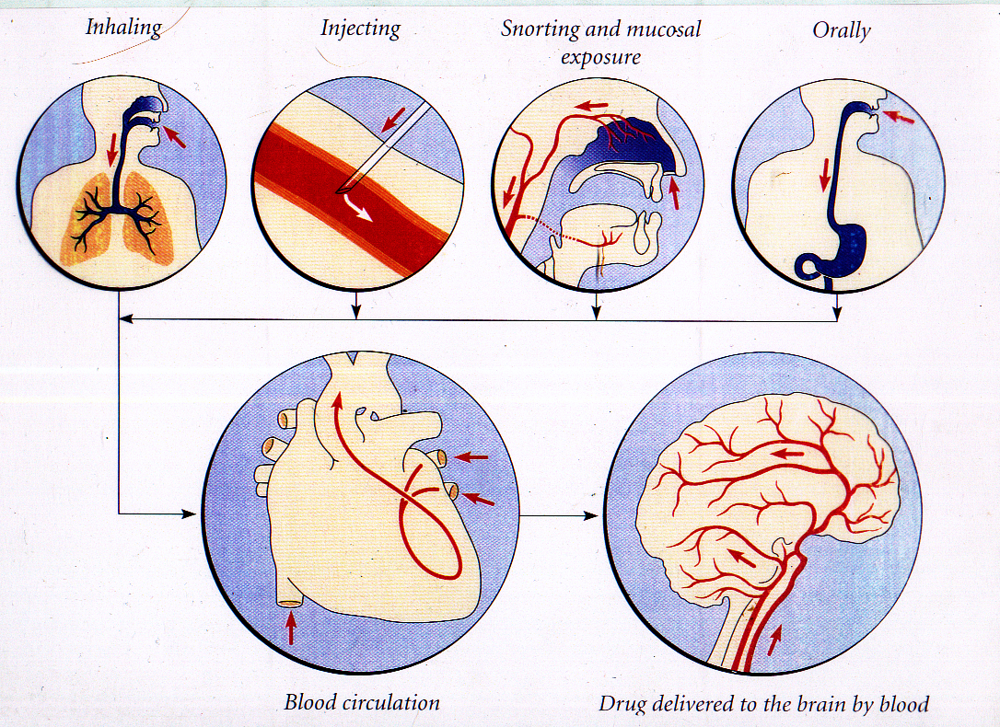 Inhaling
Injecting
Snorting and mucosal
exposure
Orally
Blood circulation
Drug delivered to the brain by blood